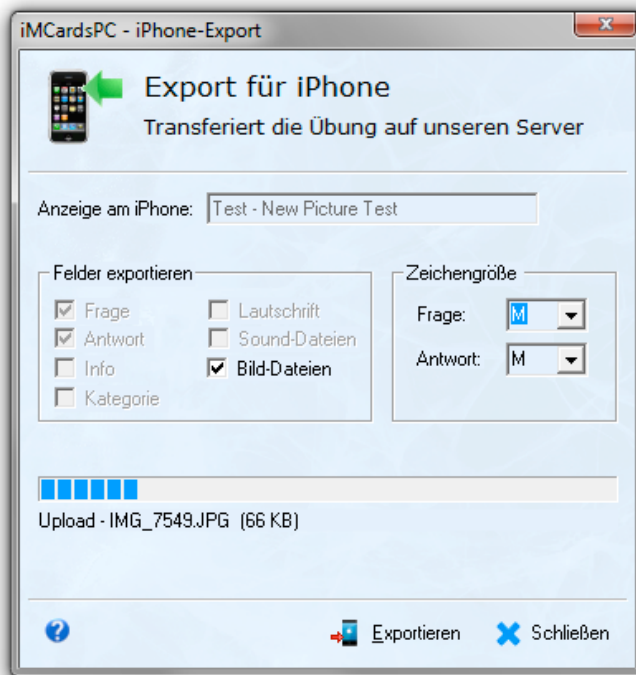 iMCardsPC - iPhone-Export
Export für iPhone
Transferiert die Übung auf unseren Server
Anzeige am iPhone: Test - New Picture Test
Felder exportieren
Frage
Antwort
Info
Kategorie
Lautschrift
Sound-Dateien
Bild-Dateien
Zeichengröße
Frage: M
Antwort: M
Upload - IMG_7549.JPG (66 KB)
? Exportieren Schließen